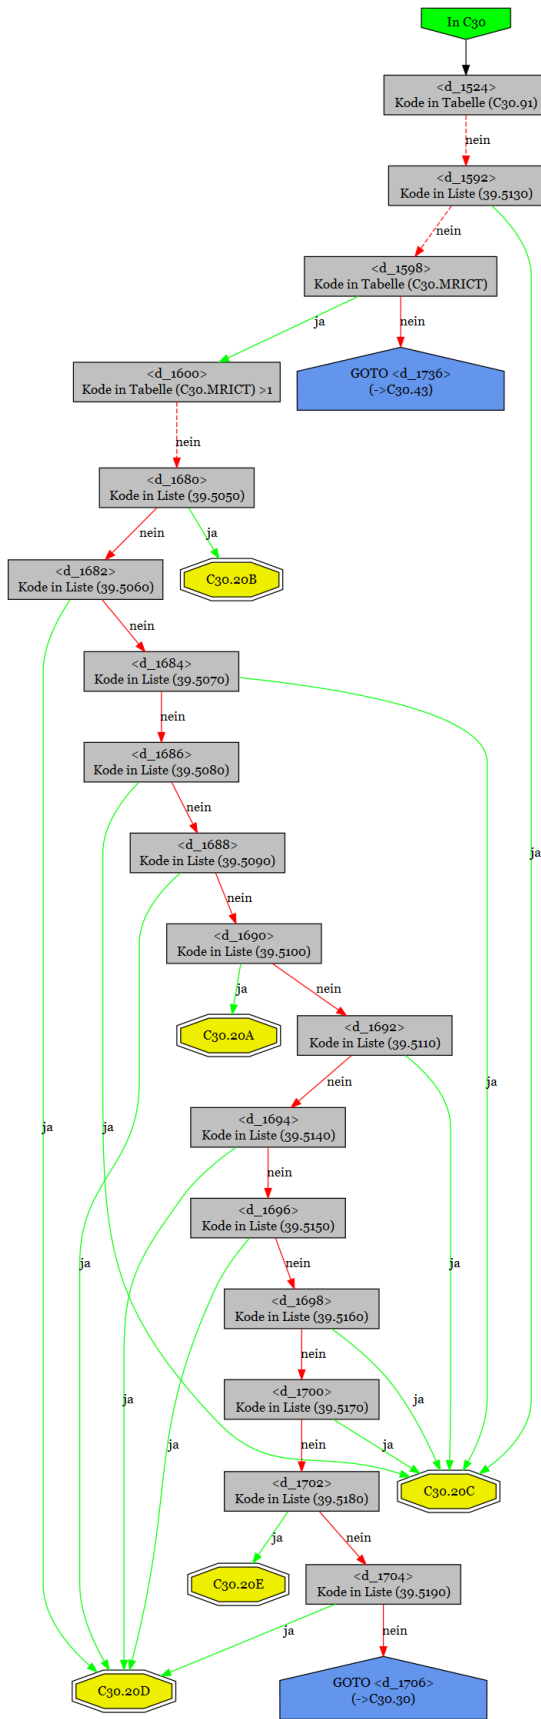 In C30
<d_1524>
Kode in Tabelle (C30.91)
nein
<d_1592>
Kode in Liste (39.5130)
nein
<d_1598>
Kode in Tabelle (C30.MRICT)
ja
nein
<d_1600>
Kode in Tabelle (C30.MRICT) >1
GOTO <d_1736>
(->C30.43)
nein
<d_1680>
Kode in Liste (39.5050)
nein
ja
<d_1682>
Kode in Liste (39.5060)
C30.20B
nein
<d_1684>
Kode in Liste (39.5070)
nein
<d_1686>
Kode in Liste (39.5080)
nein
<d_1688>
Kode in Liste (39.5090)
ja
nein
<d_1690>
Kode in Liste (39.5100)
ja
nein
C30.20A
<d_1692>
Kode in Liste (39.5110)
nein
ja
ja
ja
<d_1694>
Kode in Liste (39.5140)
nein
<d_1696>
Kode in Liste (39.5150)
nein
ja
ja
<d_1698>
Kode in Liste (39.5160)
nein
ja
ja
<d_1700>
Kode in Liste (39.5170)
nein
ja
ja
<d_1702>
Kode in Liste (39.5180)
C30.20C
ja
nein
C30.20E
<d_1704>
Kode in Liste (39.5190)
ja
nein
C30.20D
GOTO <d_1706>
(->C30.30)